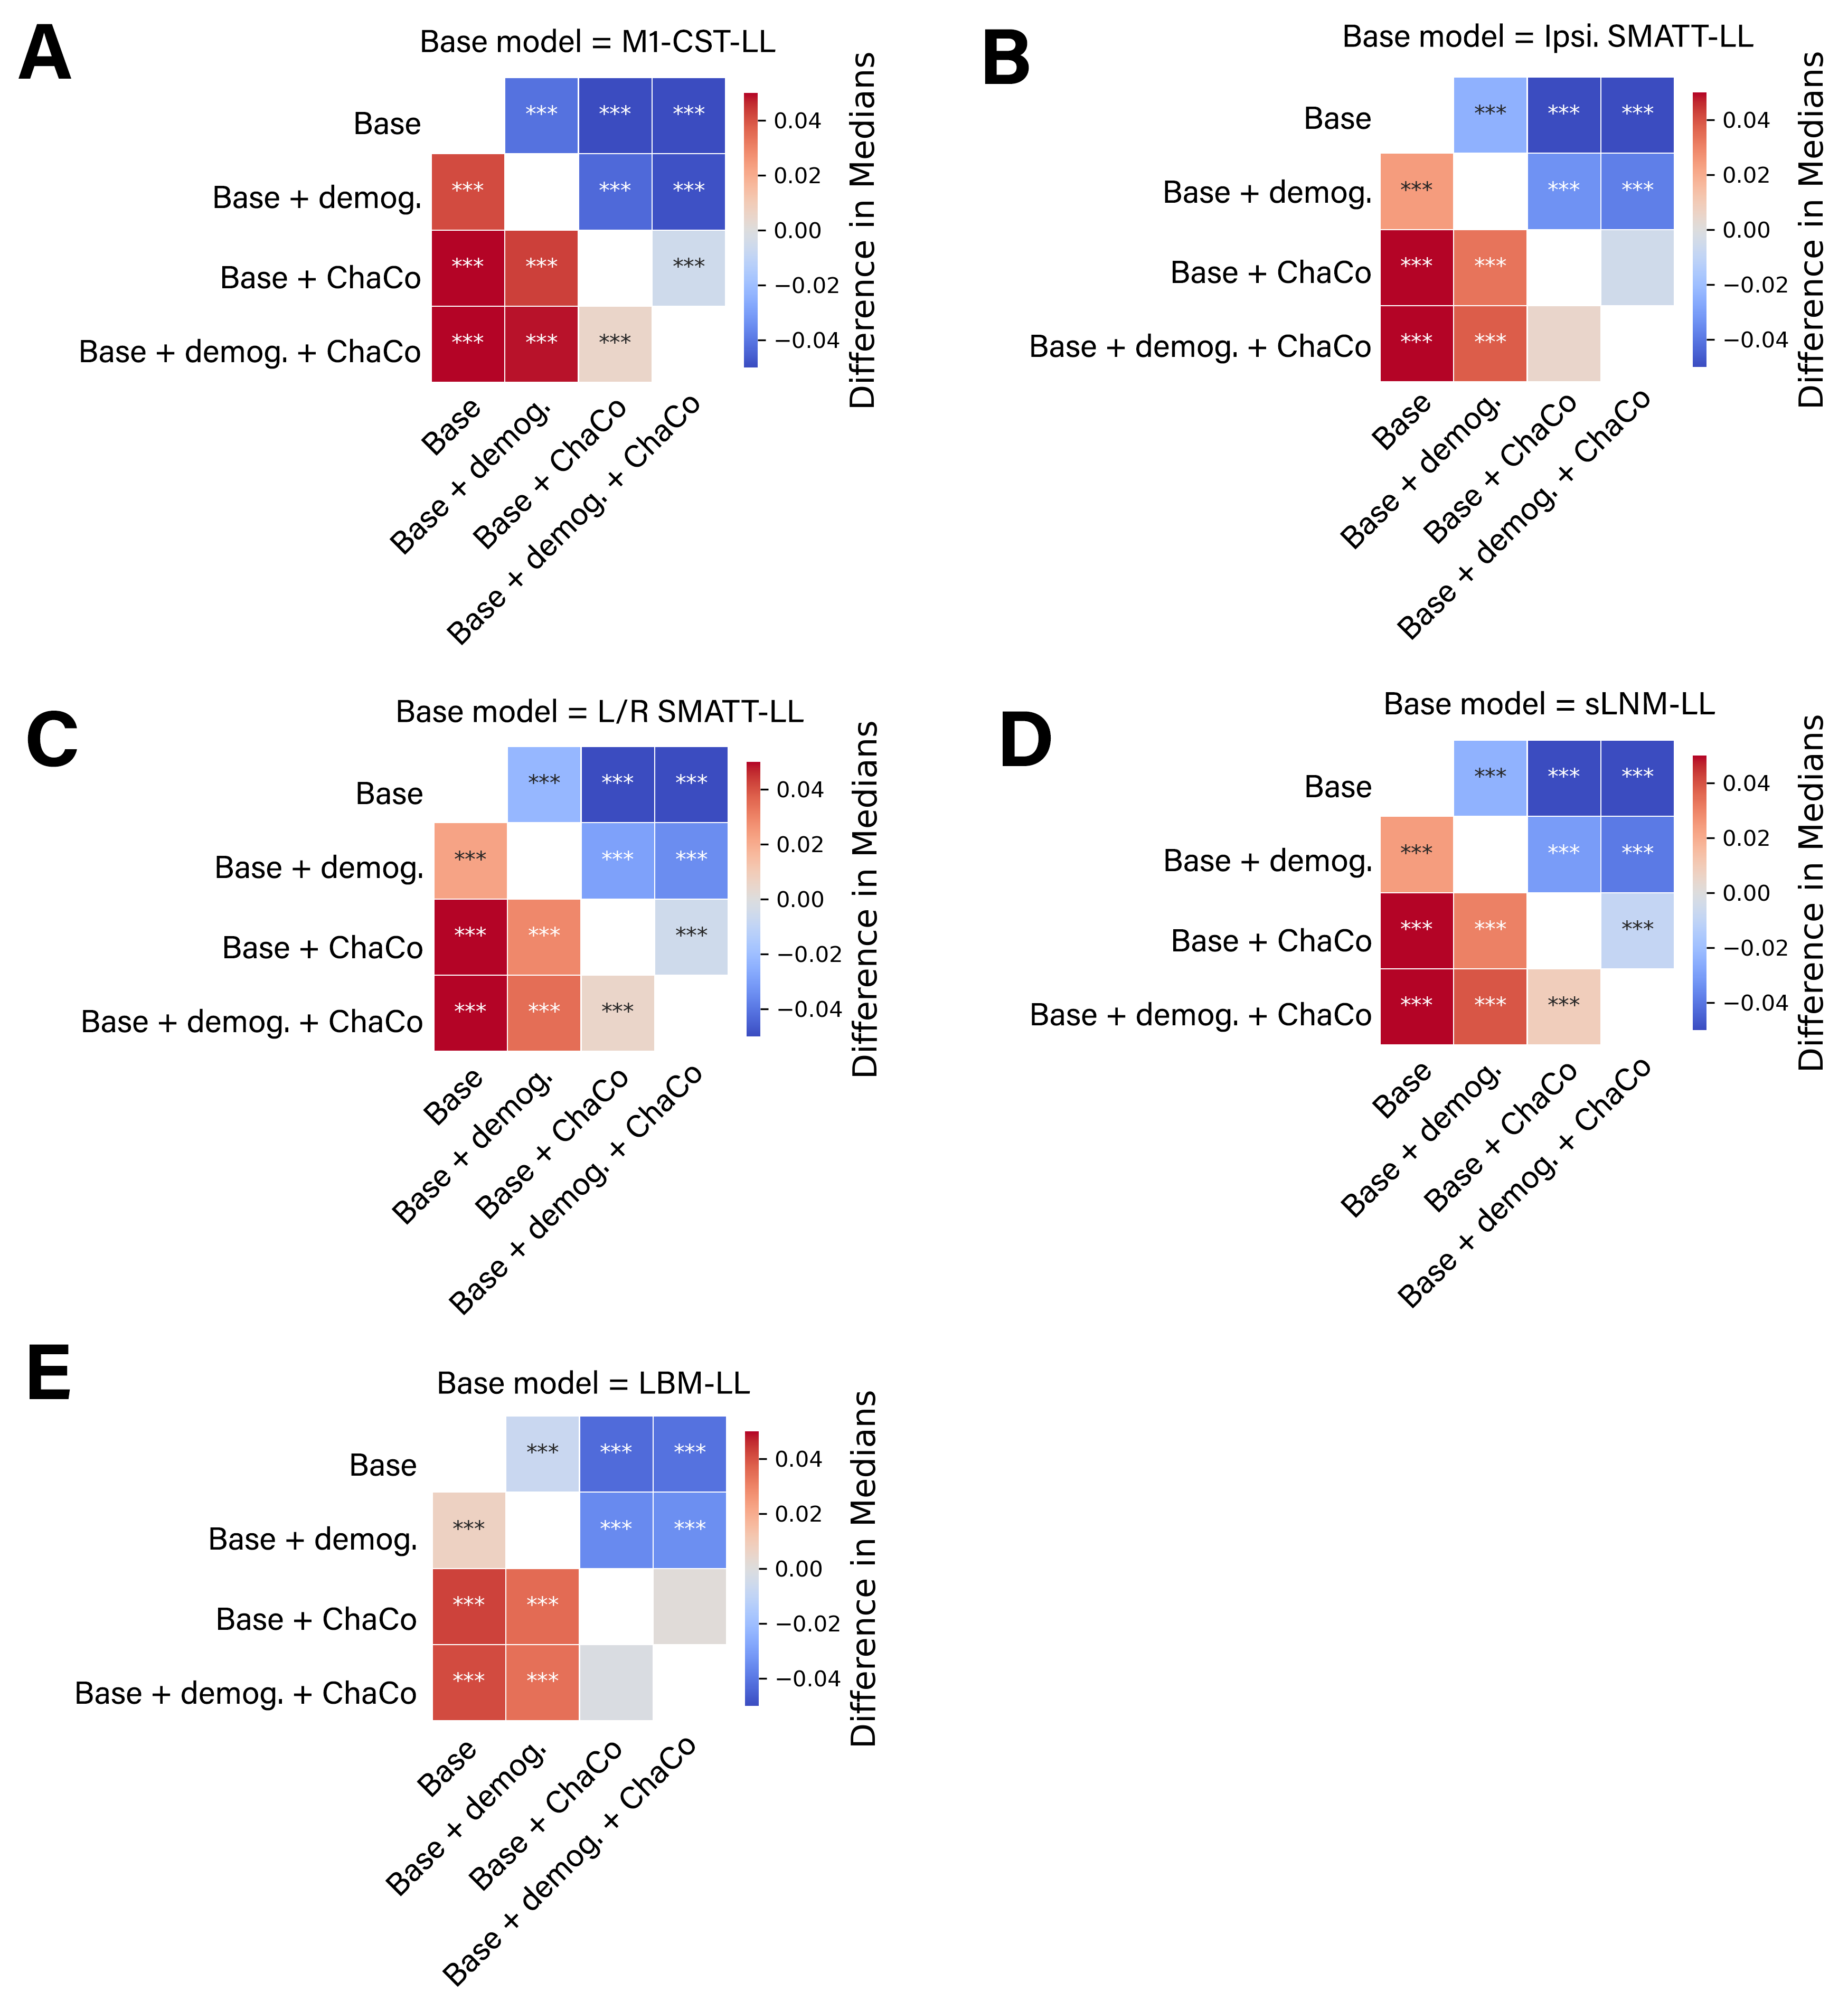 A
Base model = M1-CST-LL
Base
*** *** ***
Base + demog.
*** *** ***
Base + ChaCo
*** *** ***
Base + demog. + ChaCo
*** *** ***
Base
Base + demog.
Base + ChaCo
Base + demog. + ChaCo
0.04
0.02
0.00
−0.02
−0.04
Difference in Medians
B
Base model = Ipsi. SMATT-LL
Base
*** *** ***
Base + demog.
*** *** ***
Base + ChaCo
*** ***
Base + demog. + ChaCo
*** ***
Base
Base + demog.
Base + ChaCo
Base + demog. + ChaCo
0.04
0.02
0.00
−0.02
−0.04
Difference in Medians
C
Base model = L/R SMATT-LL
Base
*** *** ***
Base + demog.
*** *** ***
Base + ChaCo
*** *** ***
Base + demog. + ChaCo
*** *** ***
Base
Base + demog.
Base + ChaCo
Base + demog. + ChaCo
0.04
0.02
0.00
−0.02
−0.04
Difference in Medians
D
Base model = sLNM-LL
Base
*** *** ***
Base + demog.
*** *** ***
Base + ChaCo
*** *** ***
Base + demog. + ChaCo
*** *** ***
Base
Base + demog.
Base + ChaCo
Base + demog. + ChaCo
0.04
0.02
0.00
−0.02
−0.04
Difference in Medians
E
Base model = LBM-LL
Base
*** *** ***
Base + demog.
*** *** ***
Base + ChaCo
*** ***
Base + demog. + ChaCo
*** ***
Base
Base + demog.
Base + ChaCo
Base + demog. + ChaCo
0.04
0.02
0.00
−0.02
−0.04
Difference in Medians